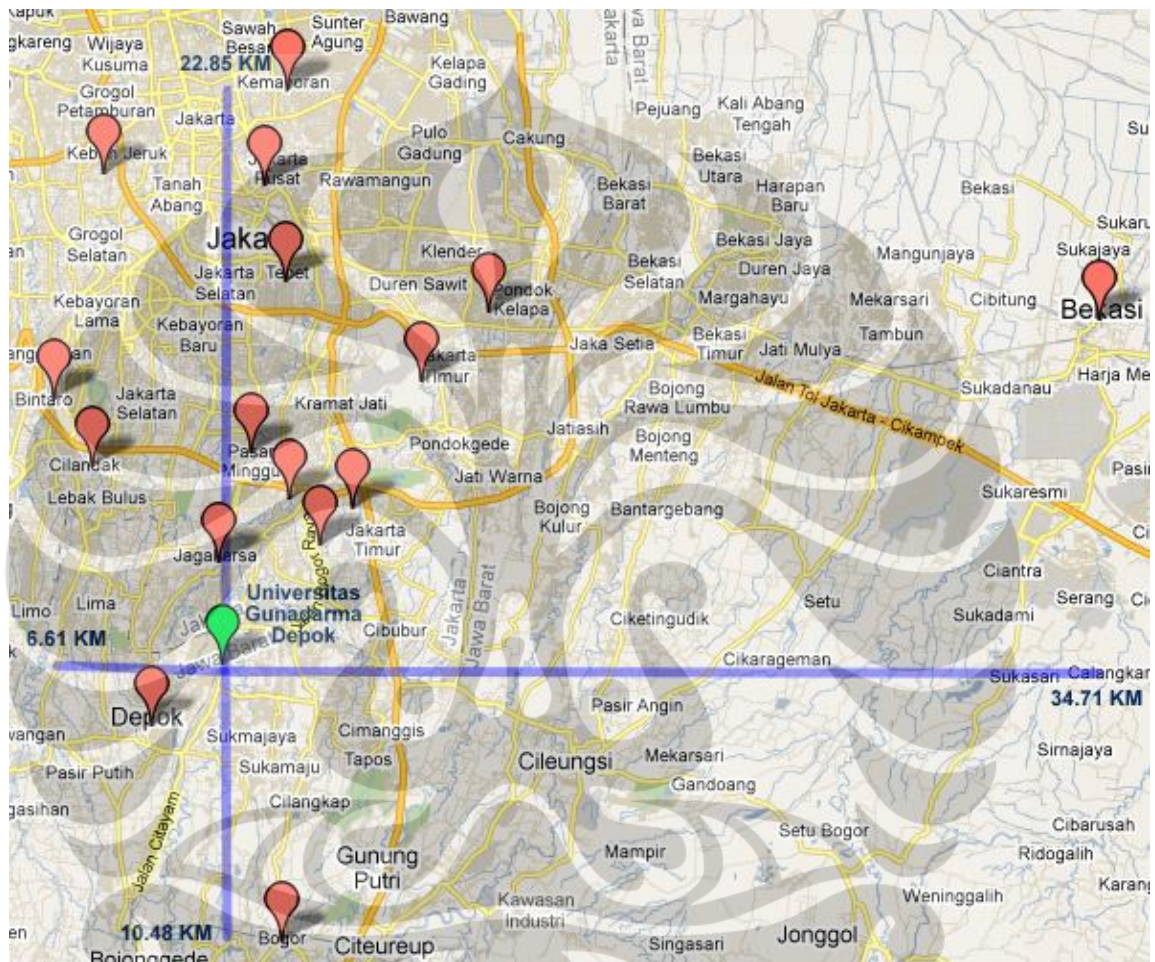 Kapuk
Bawang
Sunter
Agung
Sawah
Besar
Wijaya
Kusuma
22.85 KM
Kemayoran
Kelapa
Gading
Jakarta
Jawa Barat
Grogol
Petamburan
Jakarta
Pejuang
Kali Abang
Tengah
Kebon Jeruk
Pulo
Gadung
Cakung
Jakarta
Pusat
Rawamangun
Bekasi
Utara
Tanah
Abang
Bekasi
Barat
Harapan
Baru
Bekasi
Grogol
Selatan
Klender
Bekasi Jaya
Mangunjaya
Sukajaya
Jakarta
Selatan
Tebet
Duren Sawit
Pondok
Kelapa
Bekasi
Selatan
Duren Jaya
Margahayu
Mekarsari
Cibitung
Bekasi
Kebayoran
Lama
Kebayoran
Baru
Jakarta
Timur
Jaka Setia
Bekasi
Timur
Jati Mulya
Tambun
Jalan Tol Jakarta - Cikampek
Sukadanau
Harja Me
Bintaro
Jakarta
Selatan
Kramat Jati
Bojong
Rawa Lumbu
Pasar
Minggu
Pondokgede
Jatiasih
Bojong
Menteng
Cilandak
Lebak Bulus
Jati Warna
Sukaresmi
Bojong
Kulur
Bantargebang
Jakarta
Timur
Jagakarsa
Ciantra
Universitas
Gunadarma
Depok
Limo
Lima
Jakarta
Jawa Barat
Setu
Serang
Sukadami
6.61 KM
Jawa Barat
Cibubur
Ciketingudik
Cikarageman
Sukasari
Calangkar
34.71 KM
Depok
Pasir Angin
Sukmajaya
Cimanggis
Mekarsari
Sirnajaya
Pasir Putih
Sukamaju
Tapos
Cileungsi
Gandoang
Cilangkap
Jalan Citayam
Setu Bogor
Cibarusah
Gunung
Putri
Mampir
Ridogalih
Weninggalih
Karang
Kawasan
Industri
10.48 KM
Bogor
Citeureup
Singasari
Jonggol
Bojonggede